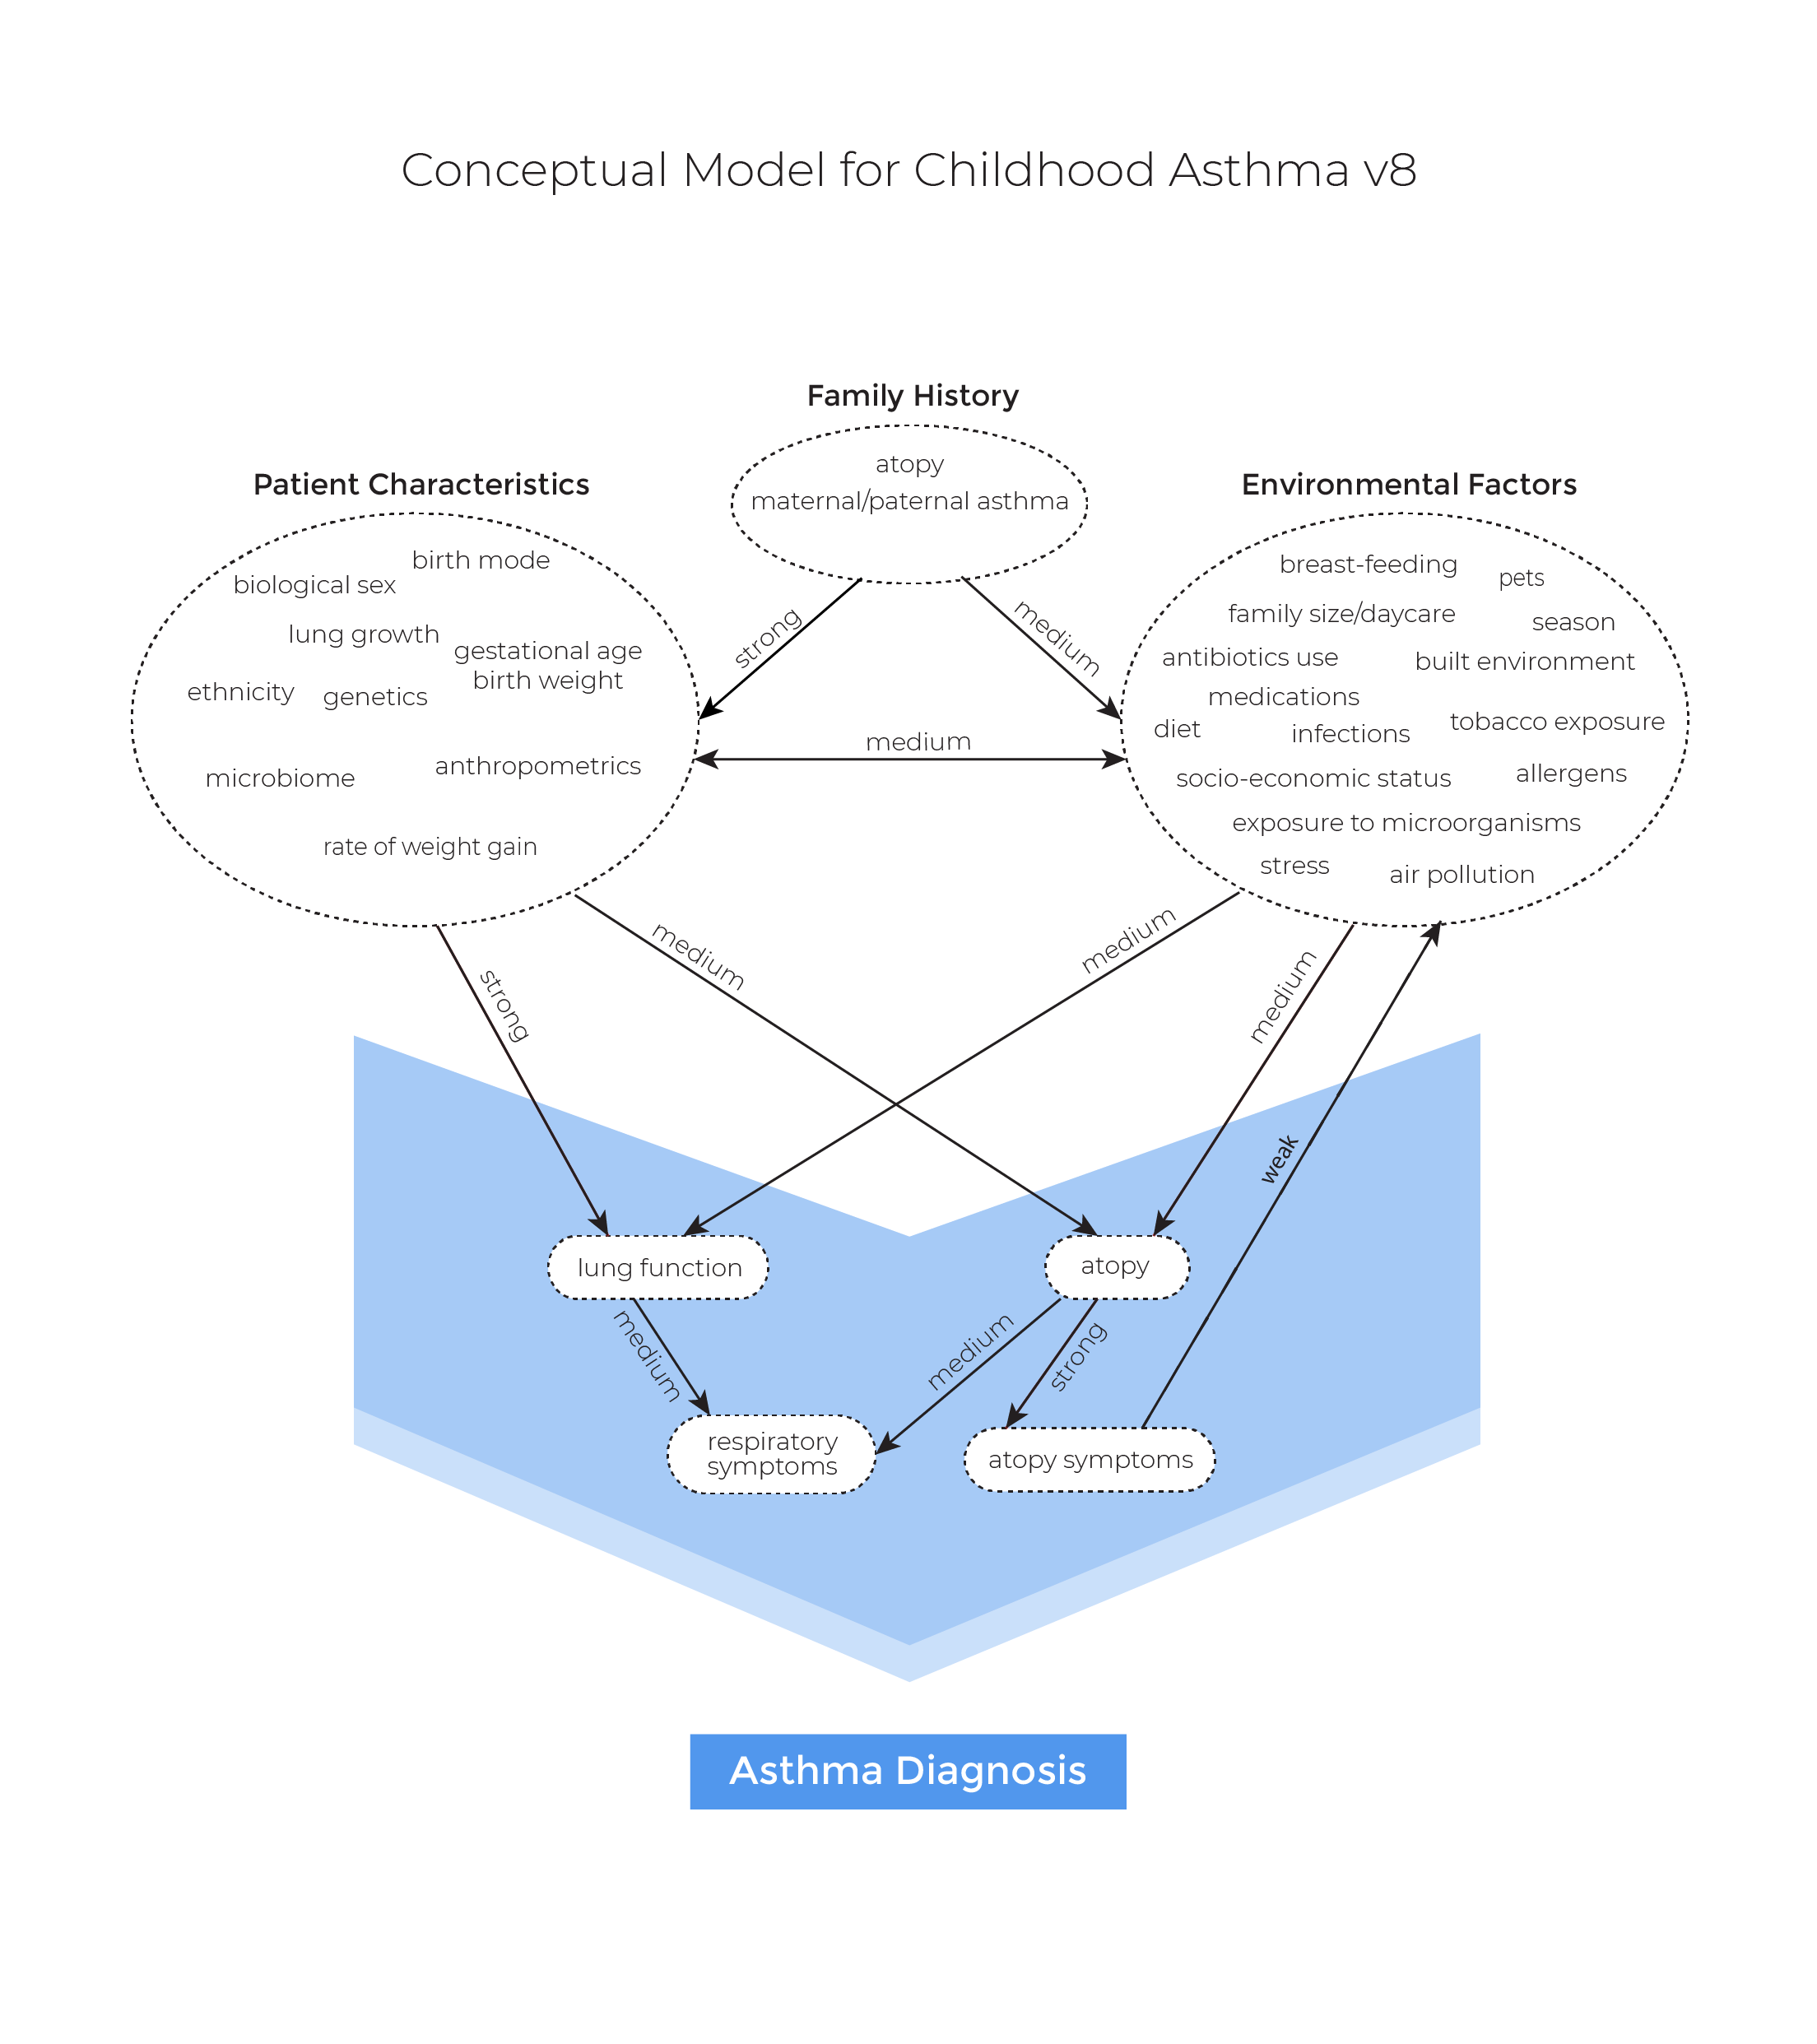 Conceptual Model for Childhood Asthma v8
Family History
atopy
maternal/paternal asthma
Patient Characteristics
birth mode
biological sex
lung growth
gestational age
birth weight
ethnicity
genetics
anthropometrics
microbiome
rate of weight gain
Environmental Factors
breast-feeding
pets
family size/daycare
season
antibiotics use
built environment
medications
diet
infections
tobacco exposure
socio-economic status
allergens
exposure to microorganisms
stress
air pollution
strong
medium
medium
strong
medium
medium
medium
weak
lung function
atopy
medium
medium
strong
respiratory
symptoms
atopy symptoms
Asthma Diagnosis